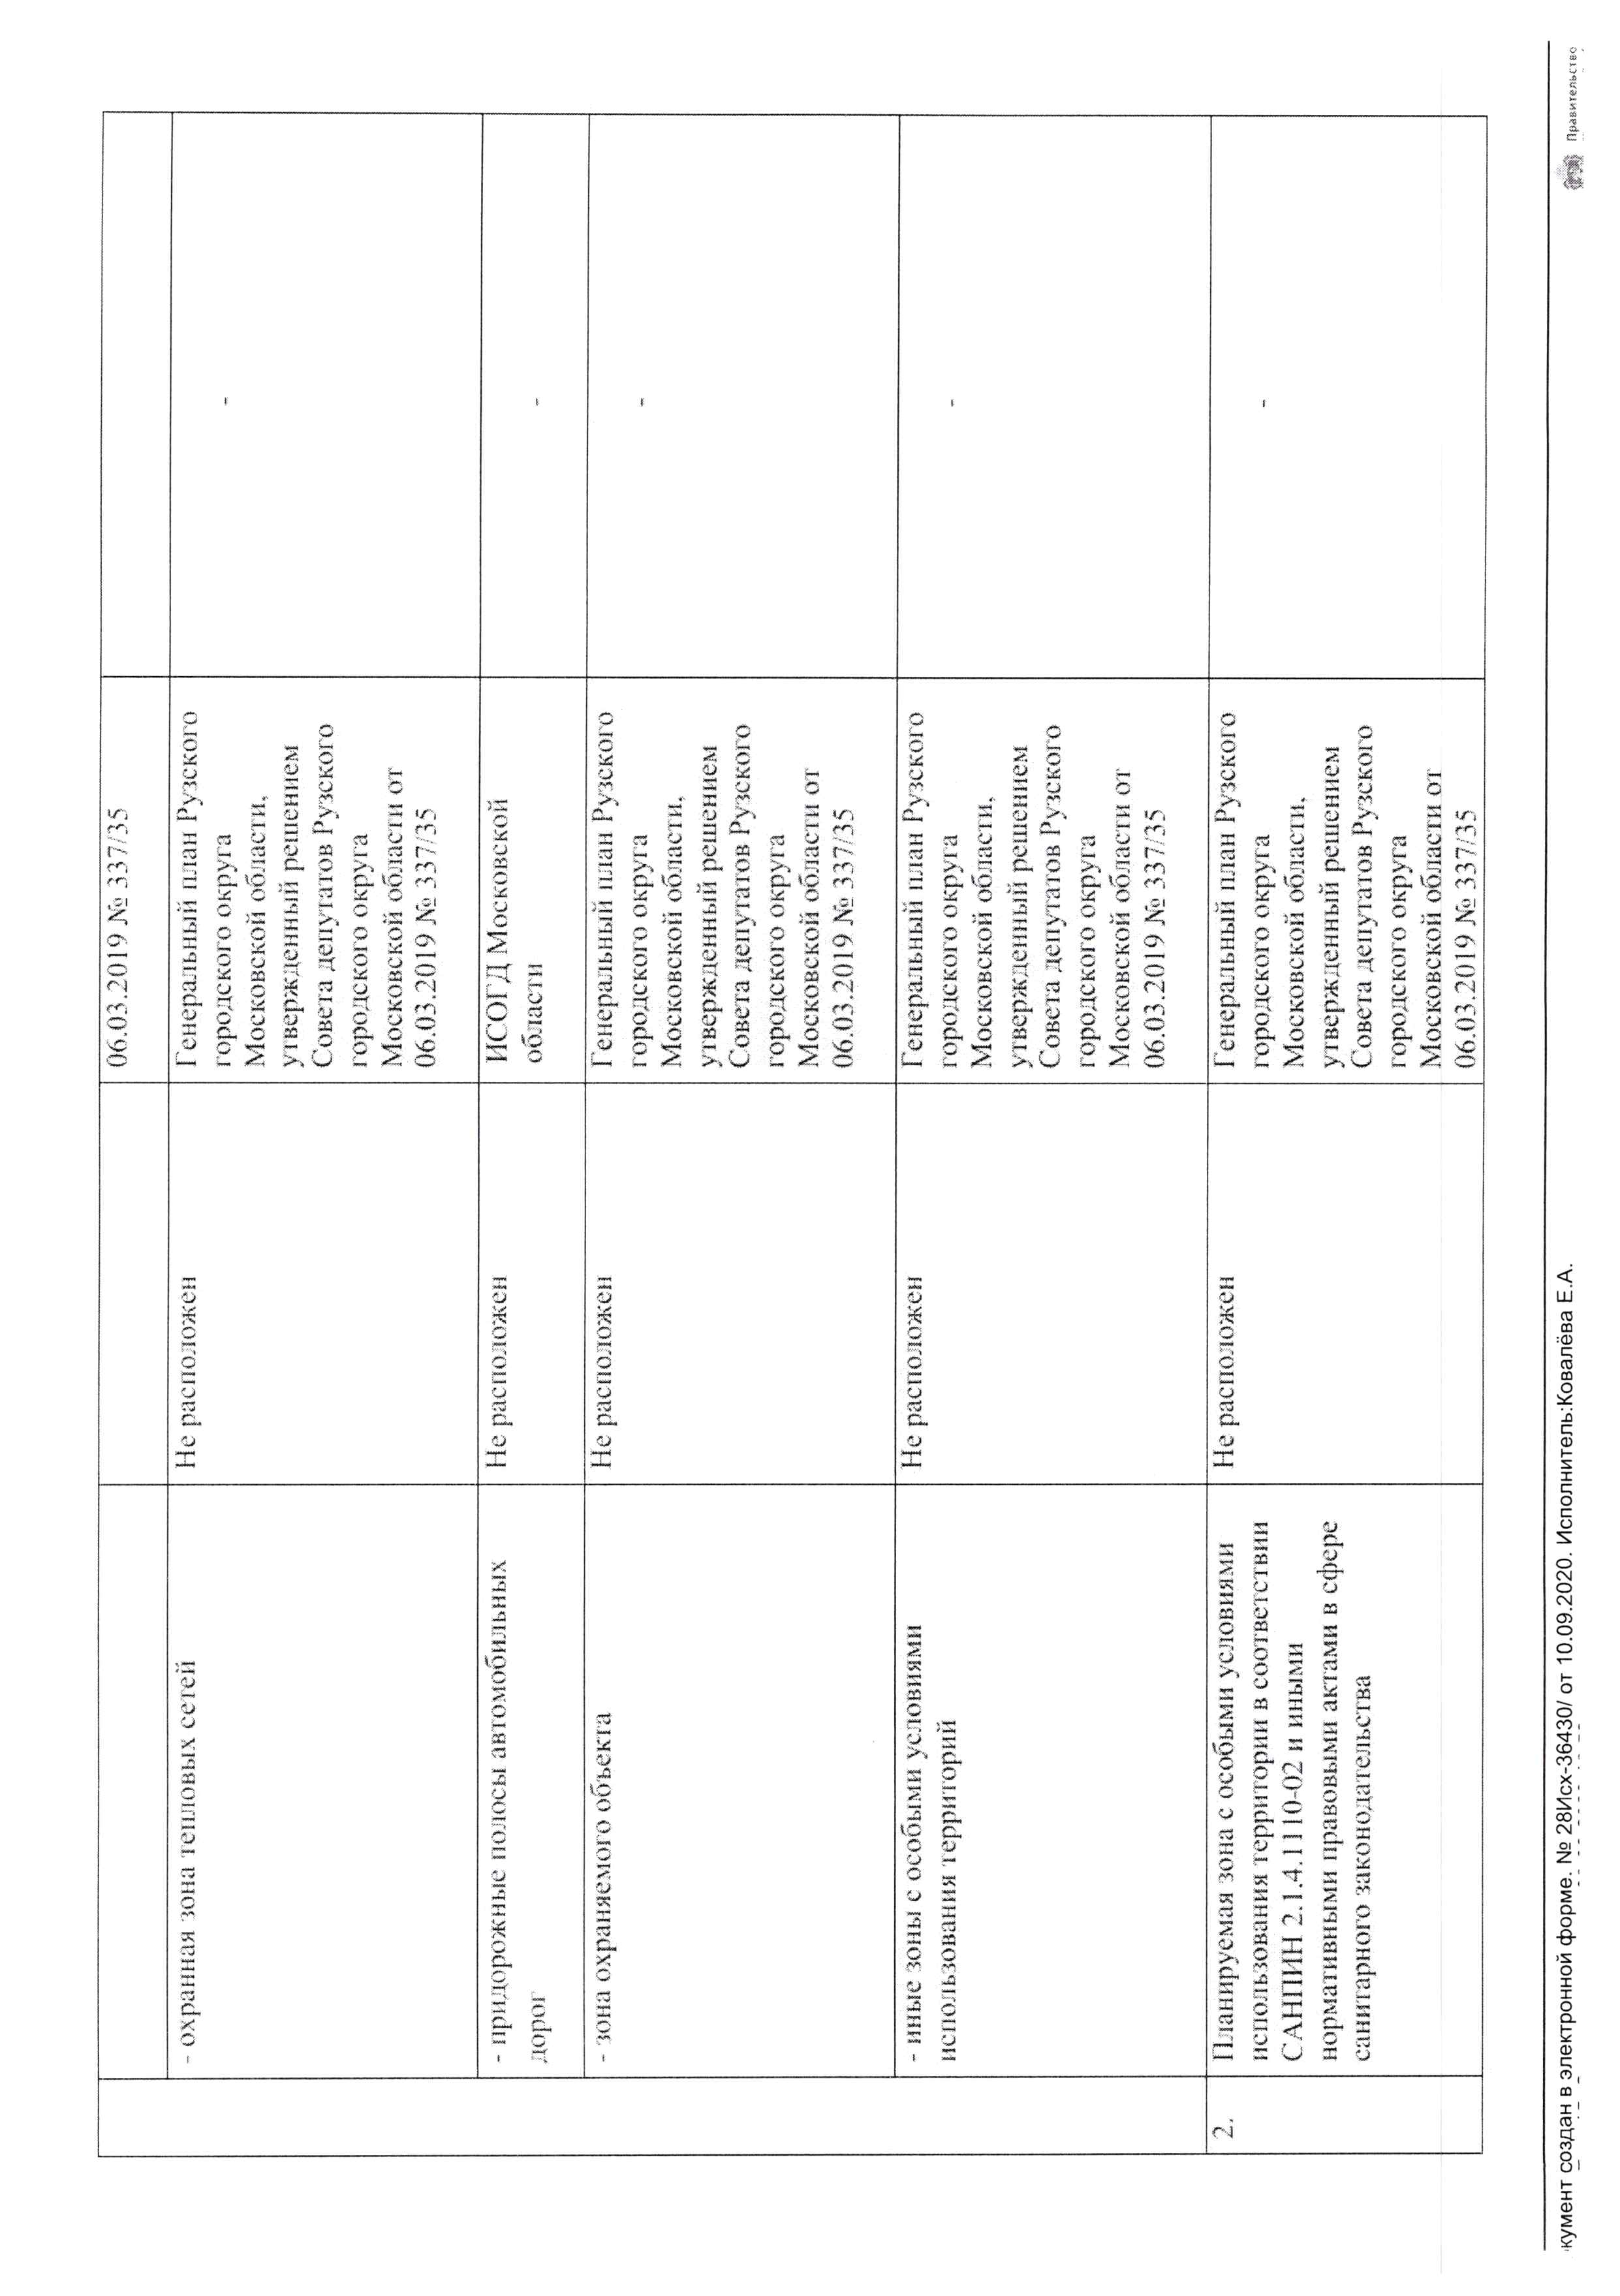 06.03.2019 № 337/35
- охранная зона тепловых сетей
Не расположен
Генеральный план Рузского
городского округа
Московской области,
утвержденный решением
Совета депутатов Рузского
городского округа
Московской области от
06.03.2019 № 337/35
-
- придорожные полосы автомобильных
дорог
Не расположен
ИСОГД Московской
области
-
- зона охраняемого объекта
Не расположен
Генеральный план Рузского
городского округа
Московской области,
утвержденный решением
Совета депутатов Рузского
городского округа
Московской области от
06.03.2019 № 337/35
-
- иные зоны с особыми условиями
использования территорий
Не расположен
Генеральный план Рузского
городского округа
Московской области,
утвержденный решением
Совета депутатов Рузского
городского округа
Московской области от
06.03.2019 № 337/35
-
2.
Планируемая зона с особыми условиями
использования территории в соответствии
САНПИН 2.1.4.1110-02 и иными
нормативными правовыми актами в сфере
санитарного законодательства
Не расположен
Генеральный план Рузского
городского округа
Московской области,
утвержденный решением
Совета депутатов Рузского
городского округа
Московской области от
06.03.2019 № 337/35
-
кумент создан в электронной форме. № 28Исх-36430/ от 10.09.2020. Исполнитель:Ковалёва Е.А.
Правительство